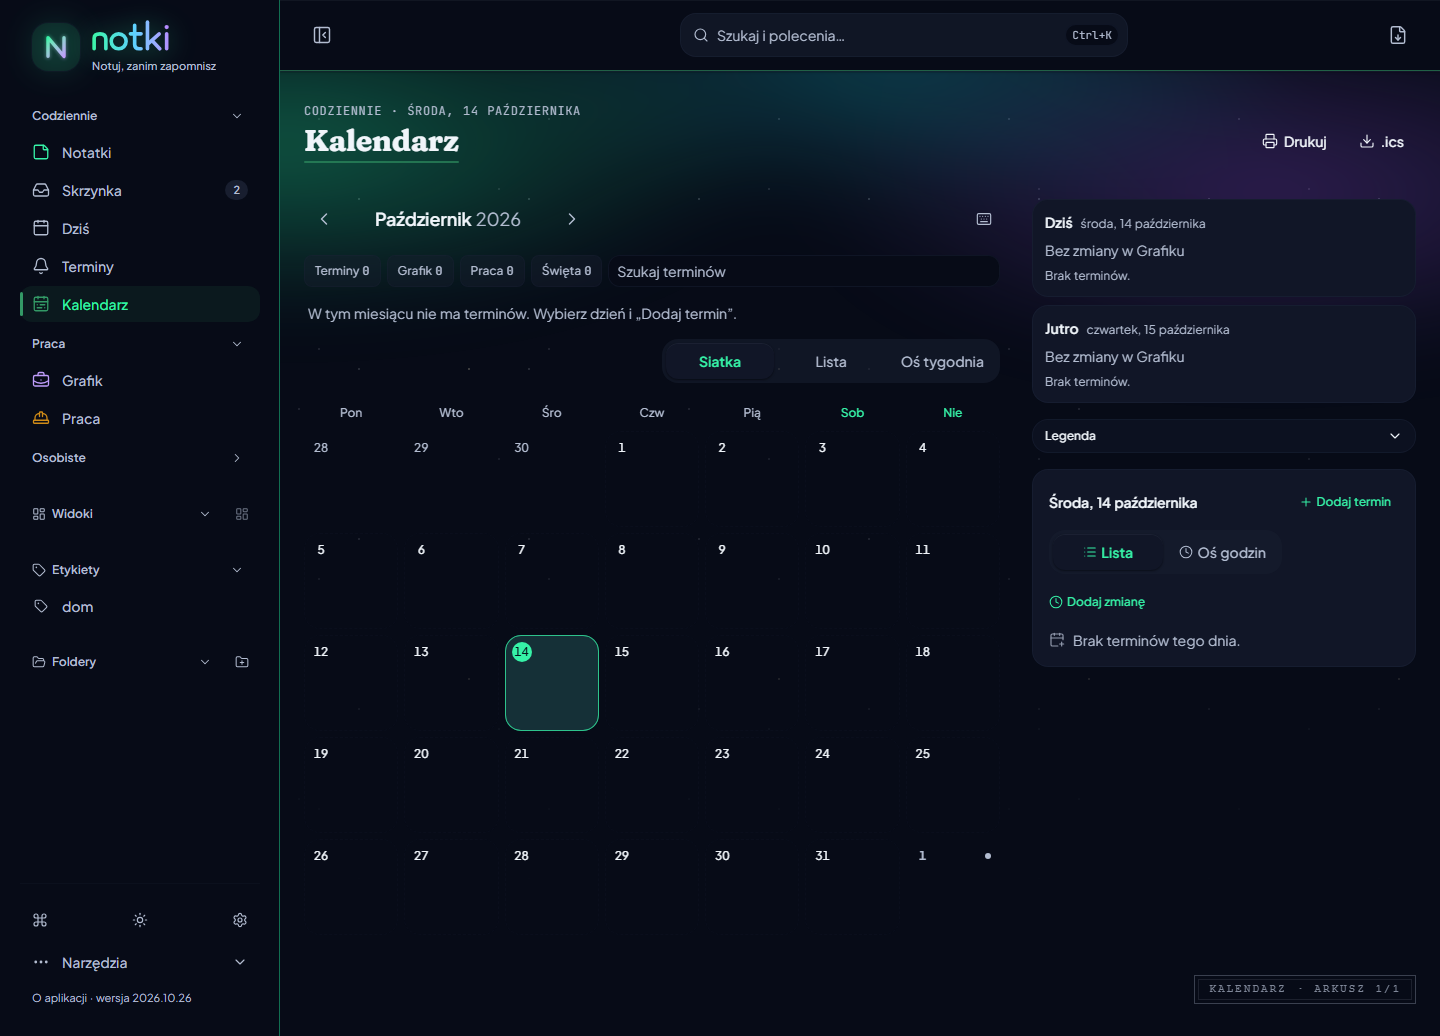 N notki
Notuj, zanim zapomnisz
Codziennie
Notatki
Skrzynka 2
Dziś
Terminy
Kalendarz
Praca
Grafik
Praca
Osobiste
Widoki
Etykiety
dom
Foldery
Narzędzia
O aplikacji · wersja 2026.10.26
Szukaj i polecenia... Ctrl+K
CODZIENNIE · ŚRODA, 14 PAŹDZIERNIKA
Kalendarz
Drukuj .ics
Październik 2026
Terminy 0 Grafik 0 Praca 0 Święta 0 Szukaj terminów
W tym miesiącu nie ma terminów. Wybierz dzień i „Dodaj termin”.
Siatka Lista Oś tygodnia
Pon Wto Śro Czw Pią Sob Nie
28 29 30 1 2 3 4
5 6 7 8 9 10 11
12 13 14 15 16 17 18
19 20 21 22 23 24 25
26 27 28 29 30 31 1
Dziś środa, 14 października
Bez zmiany w Grafiku
Brak terminów.
Jutro czwartek, 15 października
Bez zmiany w Grafiku
Brak terminów.
Legenda
Środa, 14 października
Dodaj termin
Lista Oś godzin
Dodaj zmianę
Brak terminów tego dnia.
KALENDARZ · ARKUSZ 1/1